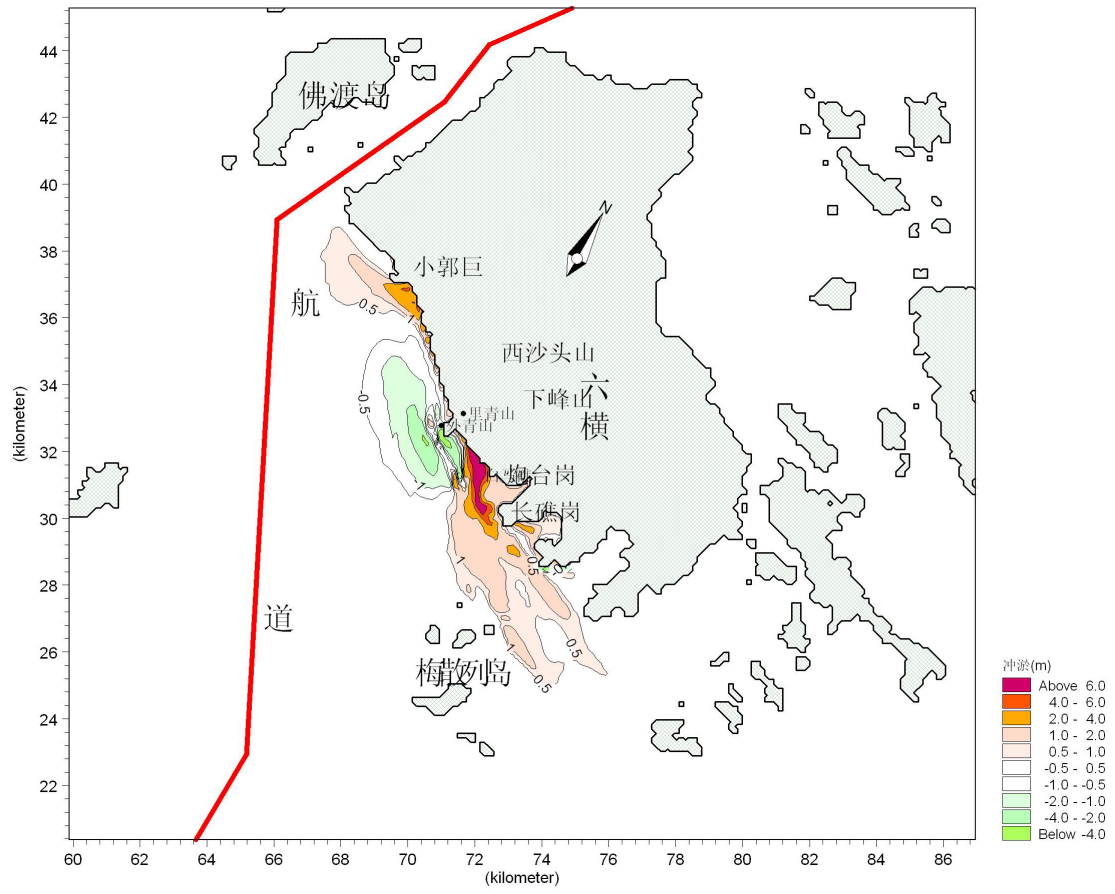 44
42
40
38
36
34
32
30
28
26
24
22
(kilometer)
佛渡岛
N
小郭巨
航
0.5
1
西沙头山
六
下峰山
横
-0.5
里青山
外青山
炮台岗
-1
长礁岗
1
0.5
道
0.5
1
梅散列岛
0.5
冲淤(m)
Above 6.0
4.0 - 6.0
2.0 - 4.0
1.0 - 2.0
0.5 - 1.0
-0.5 - 0.5
-1.0 - -0.5
-2.0 - -1.0
-4.0 - -2.0
Below -4.0
60 62 64 66 68 70 72 74 76 78 80 82 84 86
(kilometer)